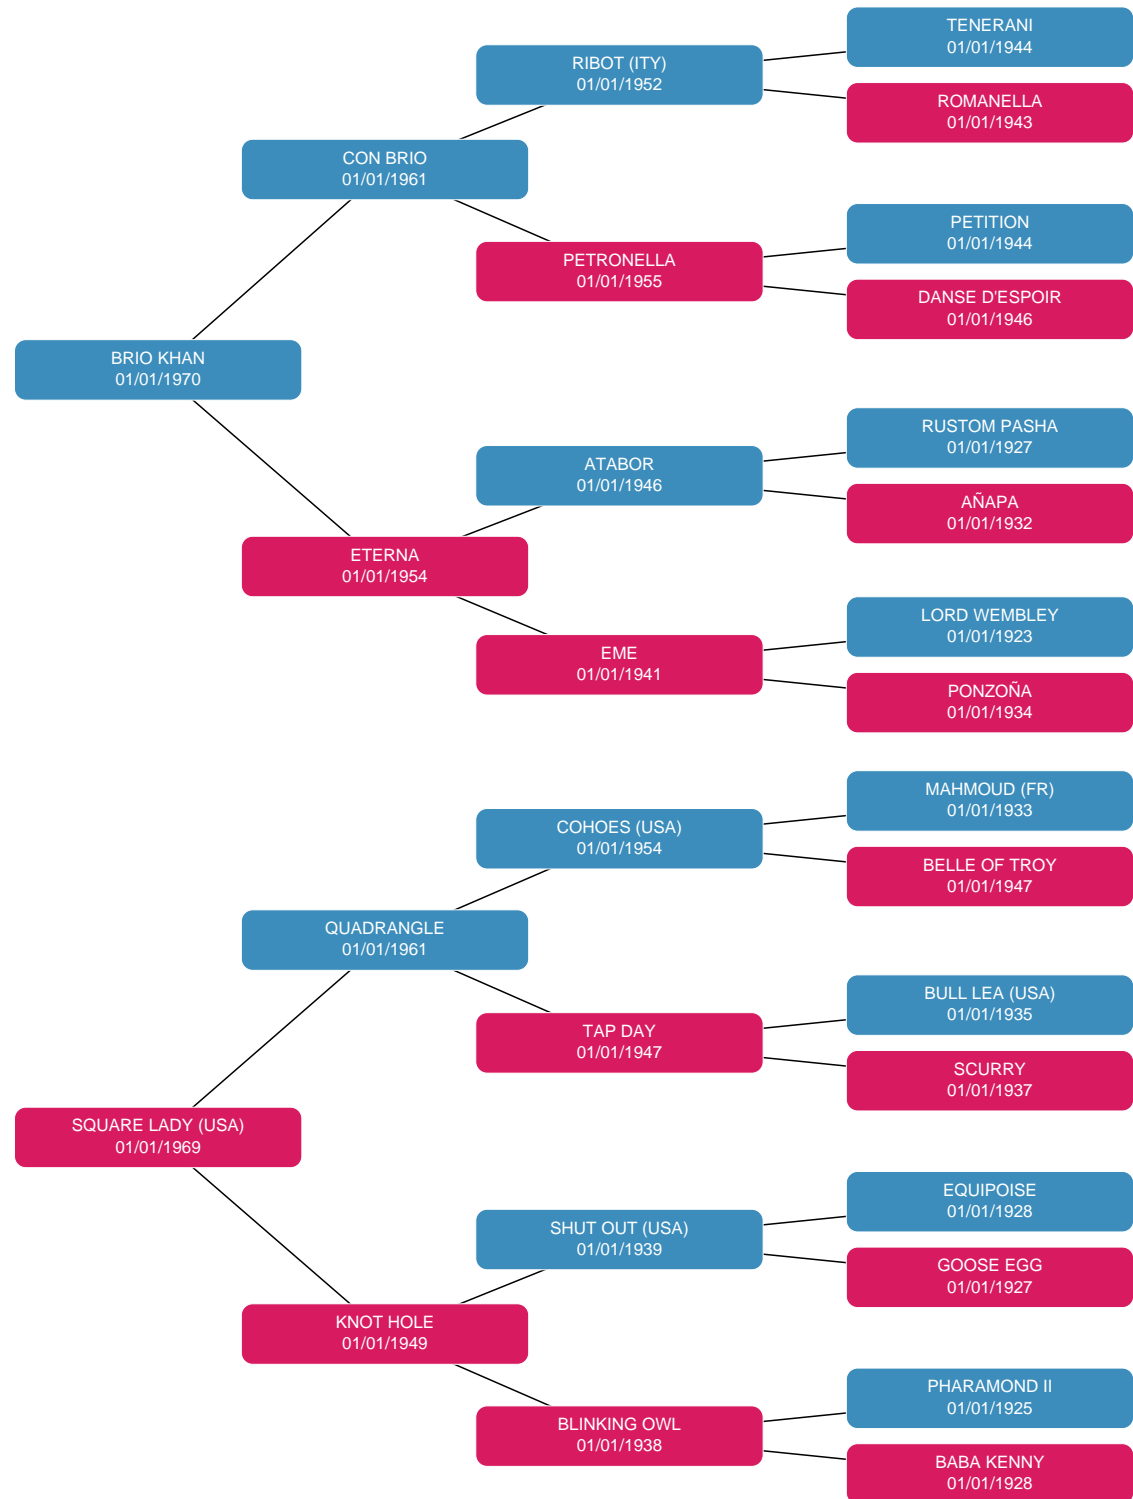 TENERANI
01/01/1944
RIBOT (ITY)
01/01/1952
ROMANELLA
01/01/1943
CON BRIO
01/01/1961
PETITION
01/01/1944
PETRONELLA
01/01/1955
DANSE D'ESPOIR
01/01/1946
BRIO KHAN
01/01/1970
RUSTOM PASHA
01/01/1927
ATABOR
01/01/1946
AÑAPA
01/01/1932
ETERNA
01/01/1954
LORD WEMBLEY
01/01/1923
EME
01/01/1941
PONZOÑA
01/01/1934
MAHMOUD (FR)
01/01/1933
COHOES (USA)
01/01/1954
BELLE OF TROY
01/01/1947
QUADRANGLE
01/01/1961
BULL LEA (USA)
01/01/1935
TAP DAY
01/01/1947
SCURRY
01/01/1937
SQUARE LADY (USA)
01/01/1969
EQUIPOISE
01/01/1928
SHUT OUT (USA)
01/01/1939
GOOSE EGG
01/01/1927
KNOT HOLE
01/01/1949
PHARAMOND II
01/01/1925
BLINKING OWL
01/01/1938
BABA KENNY
01/01/1928